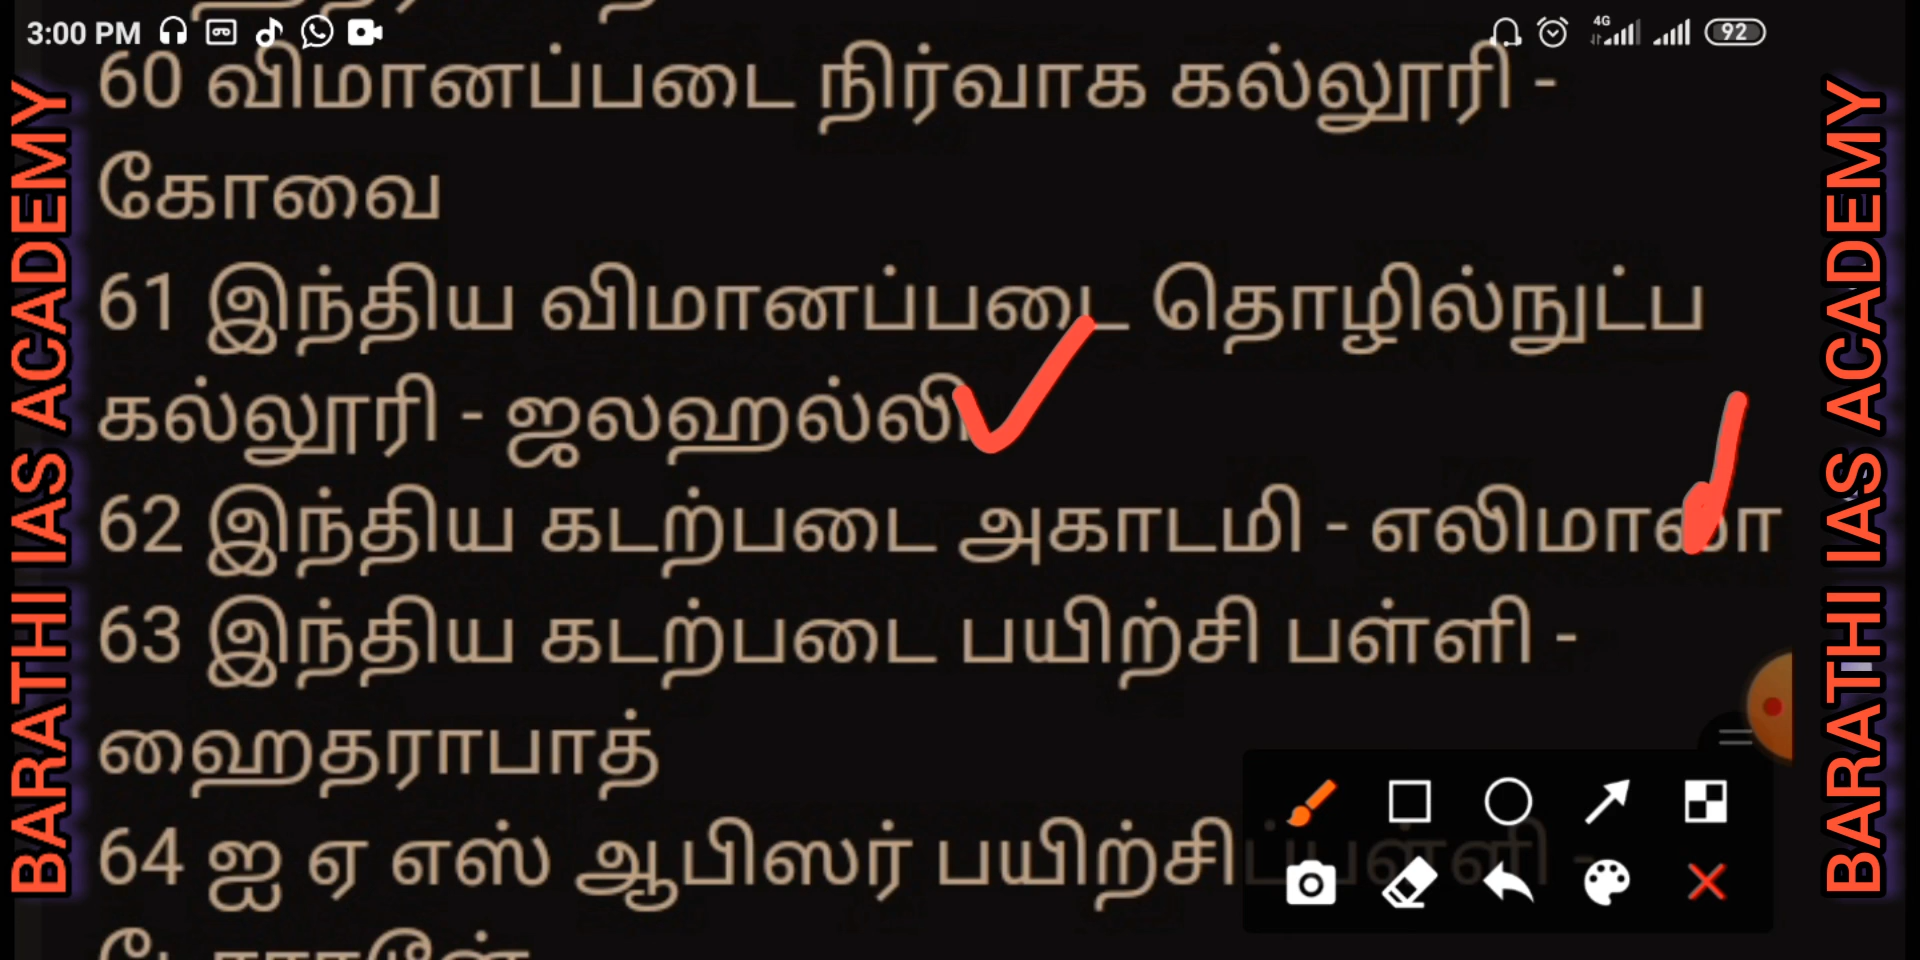 3:00 PM
4G
92
BARATHI IAS ACADEMY
60 விமானப்படை நிர்வாக கல்லூரி -
கோவை
61 இந்திய விமானப்படை தொழில்நுட்ப
கல்லூரி - ஜலஹல்லி
62 இந்திய கடற்படை அகாடமி - எலிமாலா
63 இந்திய கடற்படை பயிற்சி பள்ளி -
ஹைதராபாத்
64 ஐ ஏ எஸ் ஆபிஸர் பயிற்சிப்பள்ளி -
BARATHI IAS ACADEMY